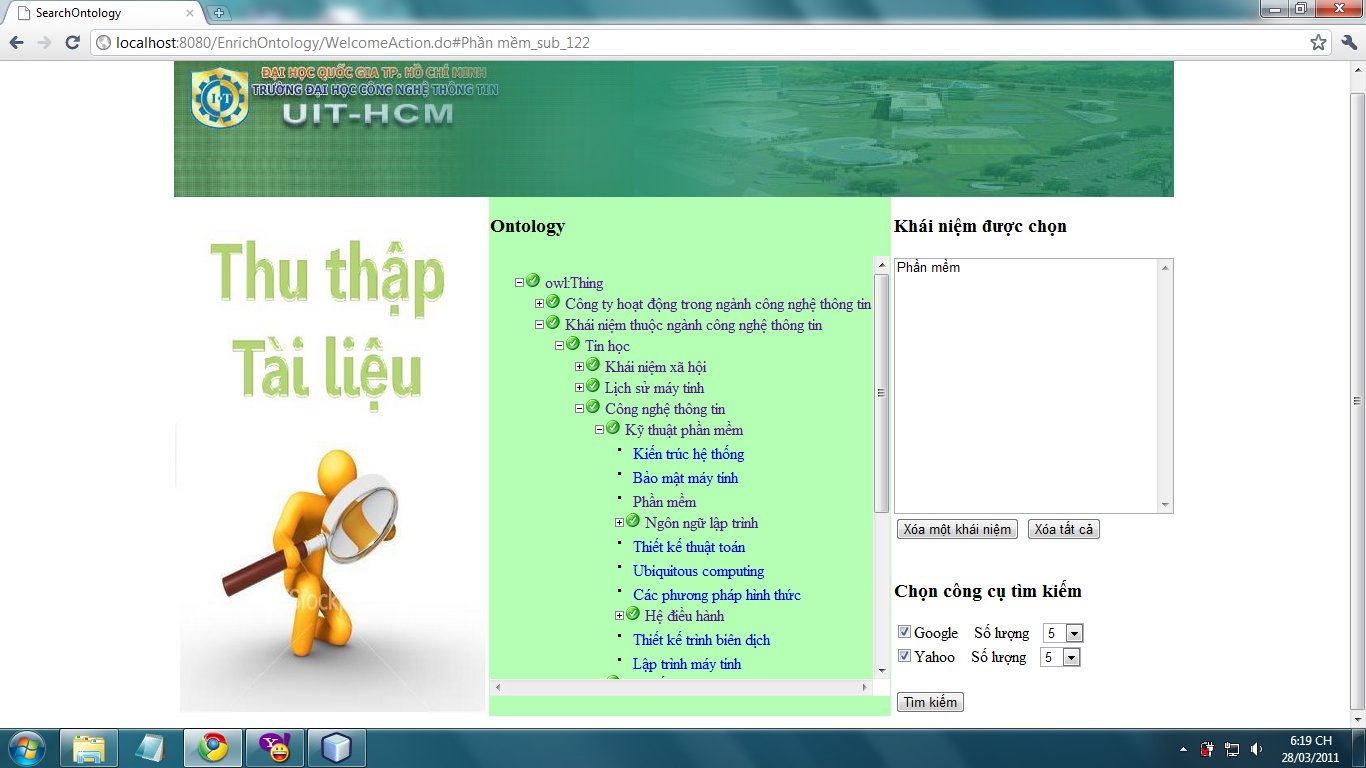 SearchOntology
localhost:8080/EnrichOntology/WelcomeAction.do#Phần mềm_sub_122
ĐẠI HỌC QUỐC GIA TP. HỒ CHÍ MINH
TRƯỜNG ĐẠI HỌC CÔNG NGHỆ THÔNG TIN
UIT-HCM
Thu thập
Tài liệu
Ontology
owl:Thing
Công ty hoạt động trong ngành công nghệ thông tin
Khái niệm thuộc ngành công nghệ thông tin
Tin học
Khái niệm xã hội
Lịch sử máy tính
Công nghệ thông tin
Kỹ thuật phần mềm
Kiến trúc hệ thống
Bảo mật máy tính
Phần mềm
Ngôn ngữ lập trình
Thiết kế thuật toán
Ubiquitous computing
Các phương pháp hình thức
Hệ điều hành
Thiết kế trình biên dịch
Lập trình máy tính
Khái niệm được chọn
Phần mềm
Xóa một khái niệm Xóa tất cả
Chọn công cụ tìm kiếm
Google Số lượng 5
Yahoo Số lượng 5
Tìm kiếm
6:19 CH
28/03/2011